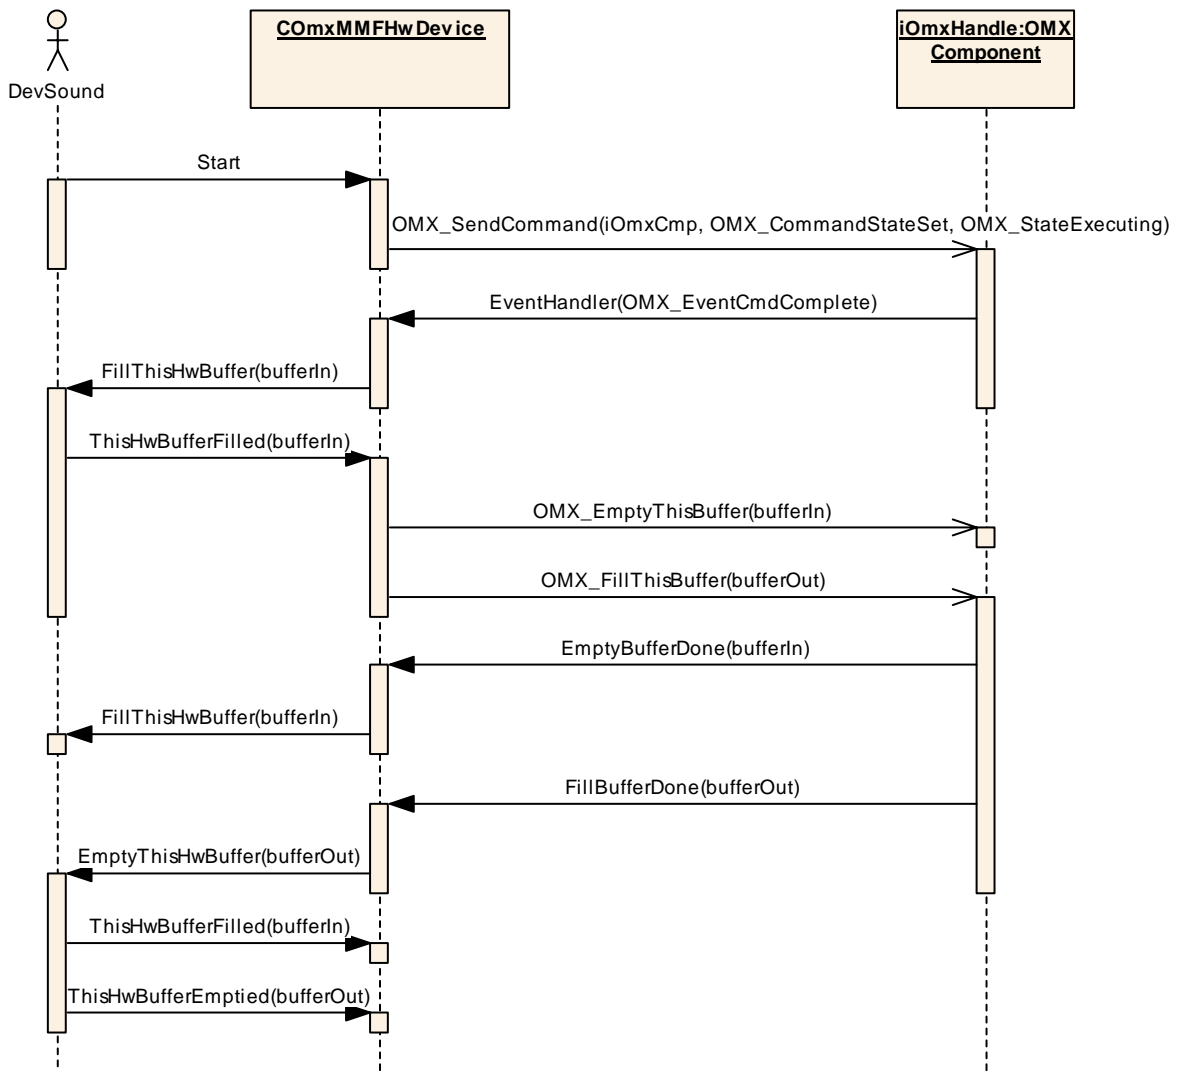 COmxMMFHwDevice
iOmxHandle:OMX
Component
DevSound
Start
OMX_SendCommand(iOmxCmp, OMX_CommandStateSet, OMX_StateExecuting)
EventHandler(OMX_EventCmdComplete)
FillThisHwBuffer(bufferIn)
ThisHwBufferFilled(bufferIn)
OMX_EmptyThisBuffer(bufferIn)
OMX_FillThisBuffer(bufferOut)
EmptyBufferDone(bufferIn)
FillThisHwBuffer(bufferIn)
FillBufferDone(bufferOut)
EmptyThisHwBuffer(bufferOut)
ThisHwBufferFilled(bufferIn)
ThisHwBufferEmptied(bufferOut)